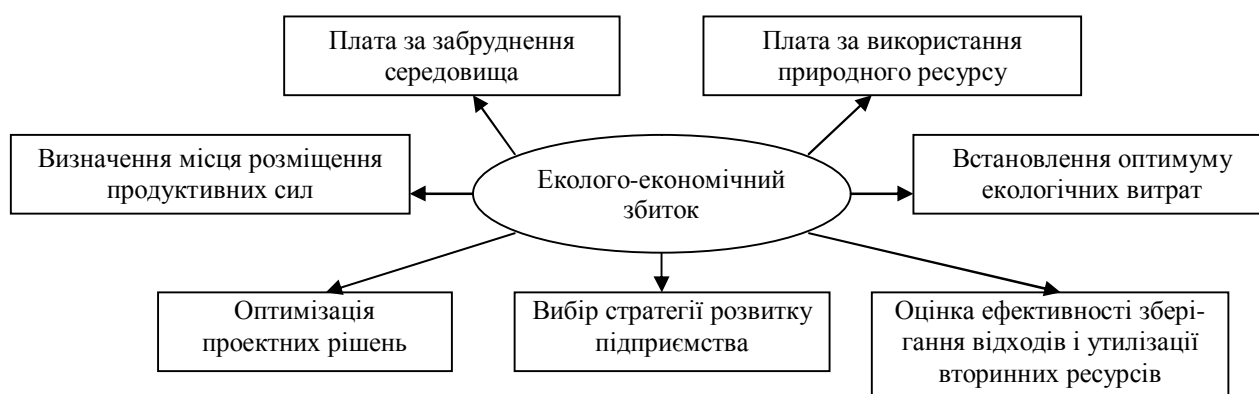 Плата за забруднення
середовища
Плата за використання
природного ресурсу
Визначення місця розміщення
продуктивних сил
Еколого-економічний
збиток
Встановлення оптимуму
екологічних витрат
Оптимізація
проектних рішень
Вибір стратегії розвитку
підприємства
Оцінка ефективності збері-
гання відходів і утилізації
вторинних ресурсів